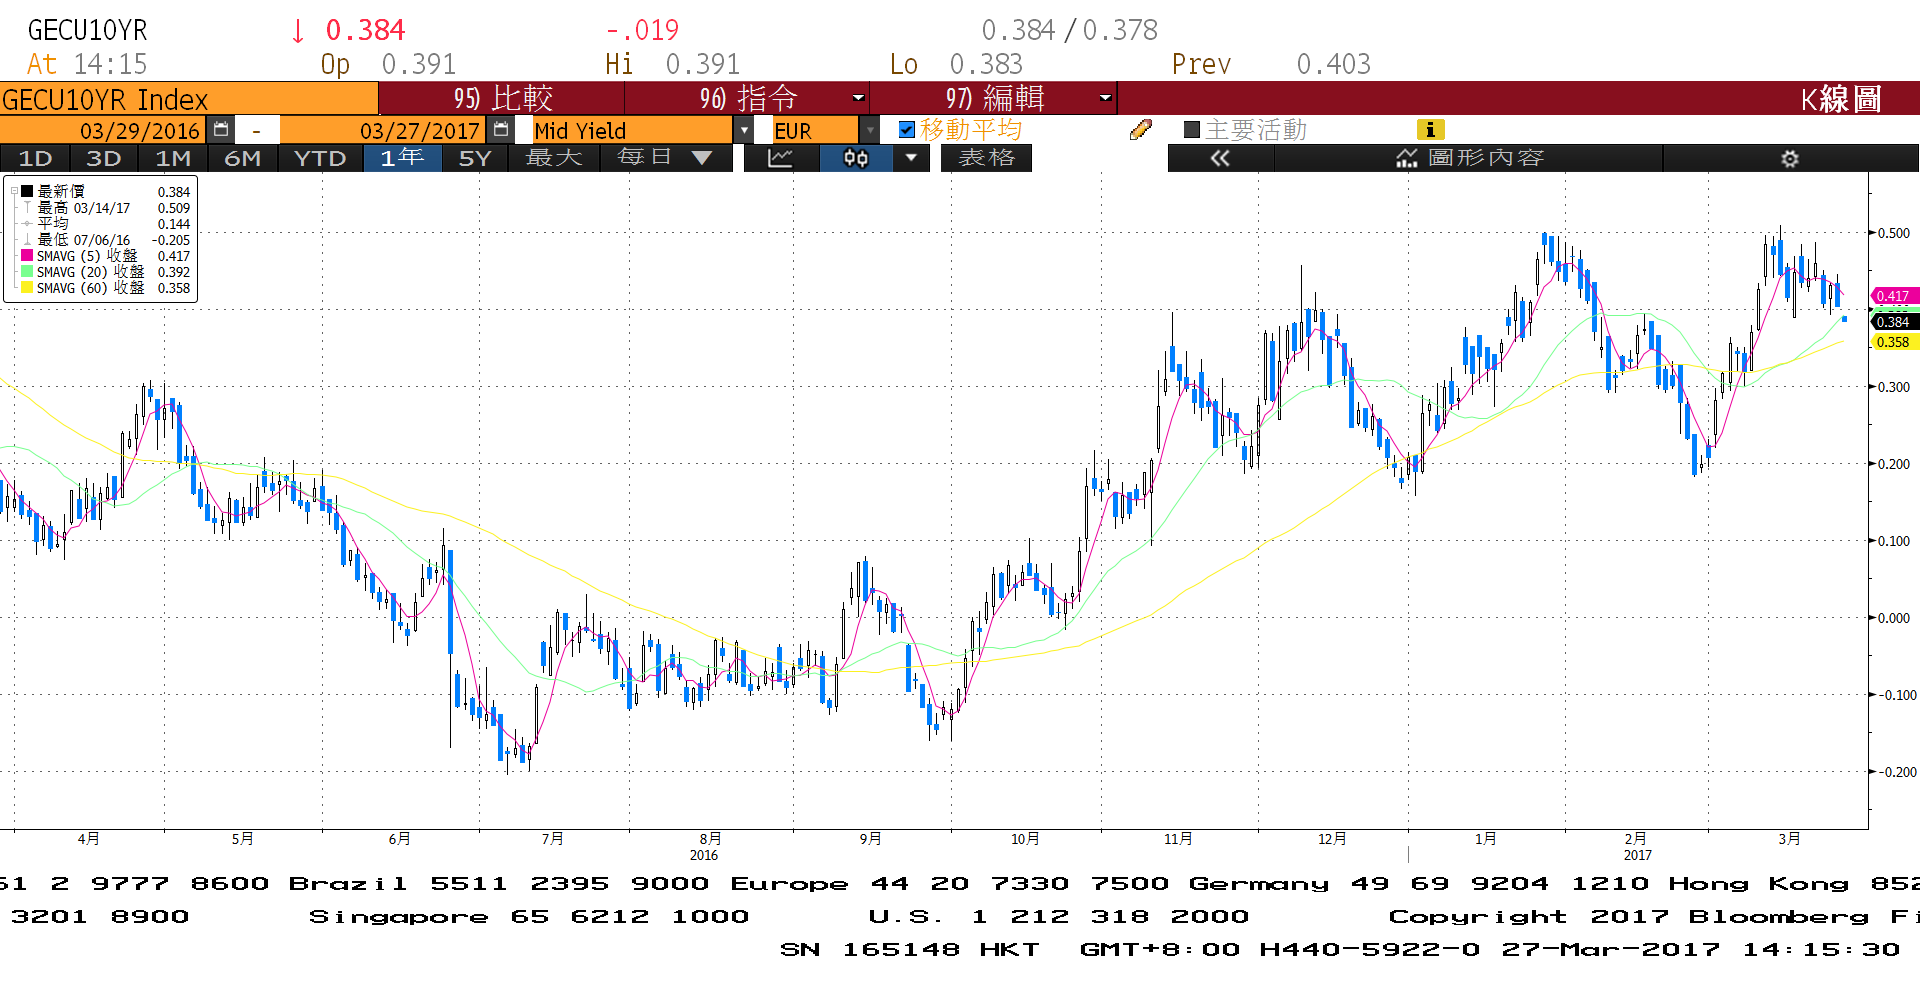 GECU10YR ↓ 0.384 -.019 0.384/0.378
At 14:15 Op 0.391 Hi 0.391 Lo 0.383 Prev 0.403
GECU10YR Index 95) 比較 96) 指令 97) 編輯 K線圖
03/29/2016 - 03/27/2017 Mid Yield EUR 移動平均 主要活動 i
1D 3D 1M 6M YTD 1年 5Y 最大 每日 表格 圖形內容
最新價 0.384
最高 03/14/17 0.509
平均 0.144
最低 07/06/16 -0.205
SMAVG (5) 收盤 0.417
SMAVG (20) 收盤 0.392
SMAVG (60) 收盤 0.358
0.500
0.417
0.384
0.358
0.300
0.200
0.100
0.000
-0.100
-0.200
4月 5月 6月 7月 8月 9月 10月 11月 12月 1月 2月 3月
2016 2017
61 2 9777 8600 Brazil 5511 2395 9000 Europe 44 20 7330 7500 Germany 49 69 9204 1210 Hong Kong 852
3201 8900 Singapore 65 6212 1000 U.S. 1 212 318 2000 Copyright 2017 Bloomberg Fi
SN 165148 HKT GMT+8:00 H440-5922-0 27-Mar-2017 14:15:30